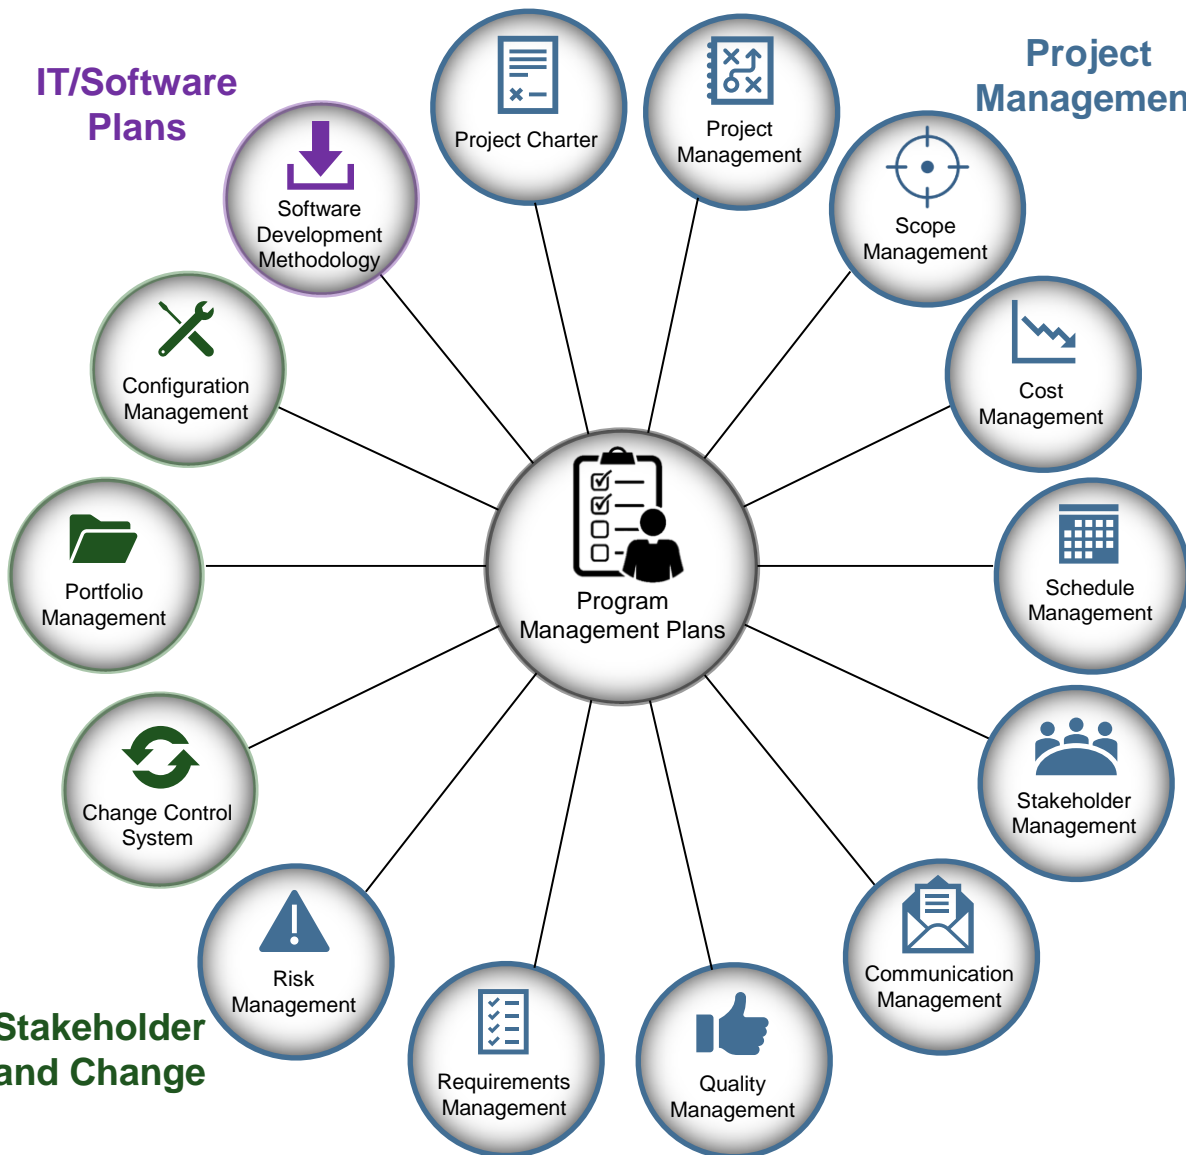 IT/Software
Plans
Project
Managemen
Project Charter
Project
Management
Scope
Management
Cost
Management
Schedule
Management
Stakeholder
Management
Communication
Management
Quality
Management
Requirements
Management
Risk
Management
Change Control
System
Portfolio
Management
Configuration
Management
Software
Development
Methodology
Program
Management Plans
Stakeholder
and Change